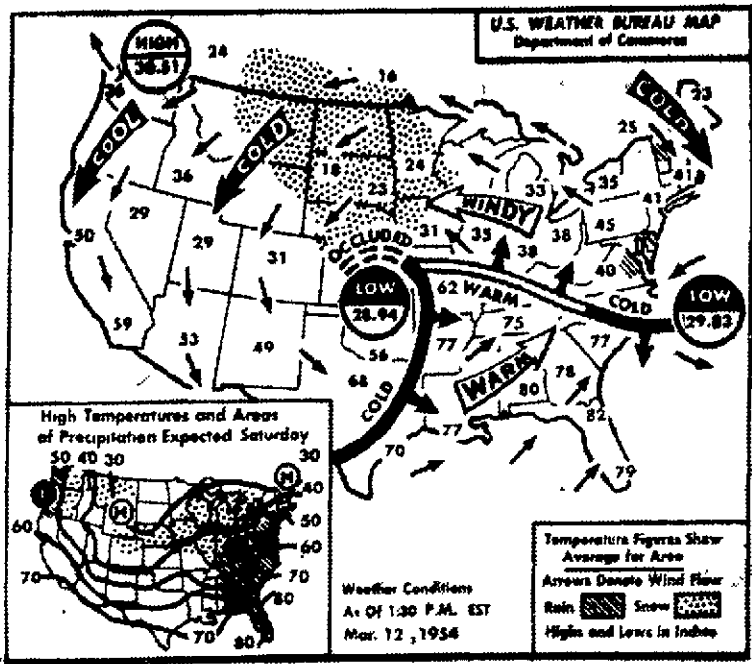 U.S. WEATHER BUREAU MAP
Department of Commerce
HIGH
30.51
24
16
COLD
23
26
COOL
COLD
25
36
18
24
33
35
41
23
41
29
WINDY
45
50
29
31
31
35
38
38
OCCLUDED
40
LOW
28.94
62
WARM
COLD
LOW
29.83
59
53
49
56
77
75
77
68
COLD
WARM
78
80
82
77
70
79
High Temperatures and Areas
of Precipitation Expected Saturday
50 40 30
30
H
H
40
50
60
60
70
70
80
70
80
Weather Conditions
As Of 1:30 P.M. EST
Mar. 12, 1954
Temperature Figures Show
Average for Area
Arrows Denote Wind Flow
Rain Snow
Highs and Lows in Inches